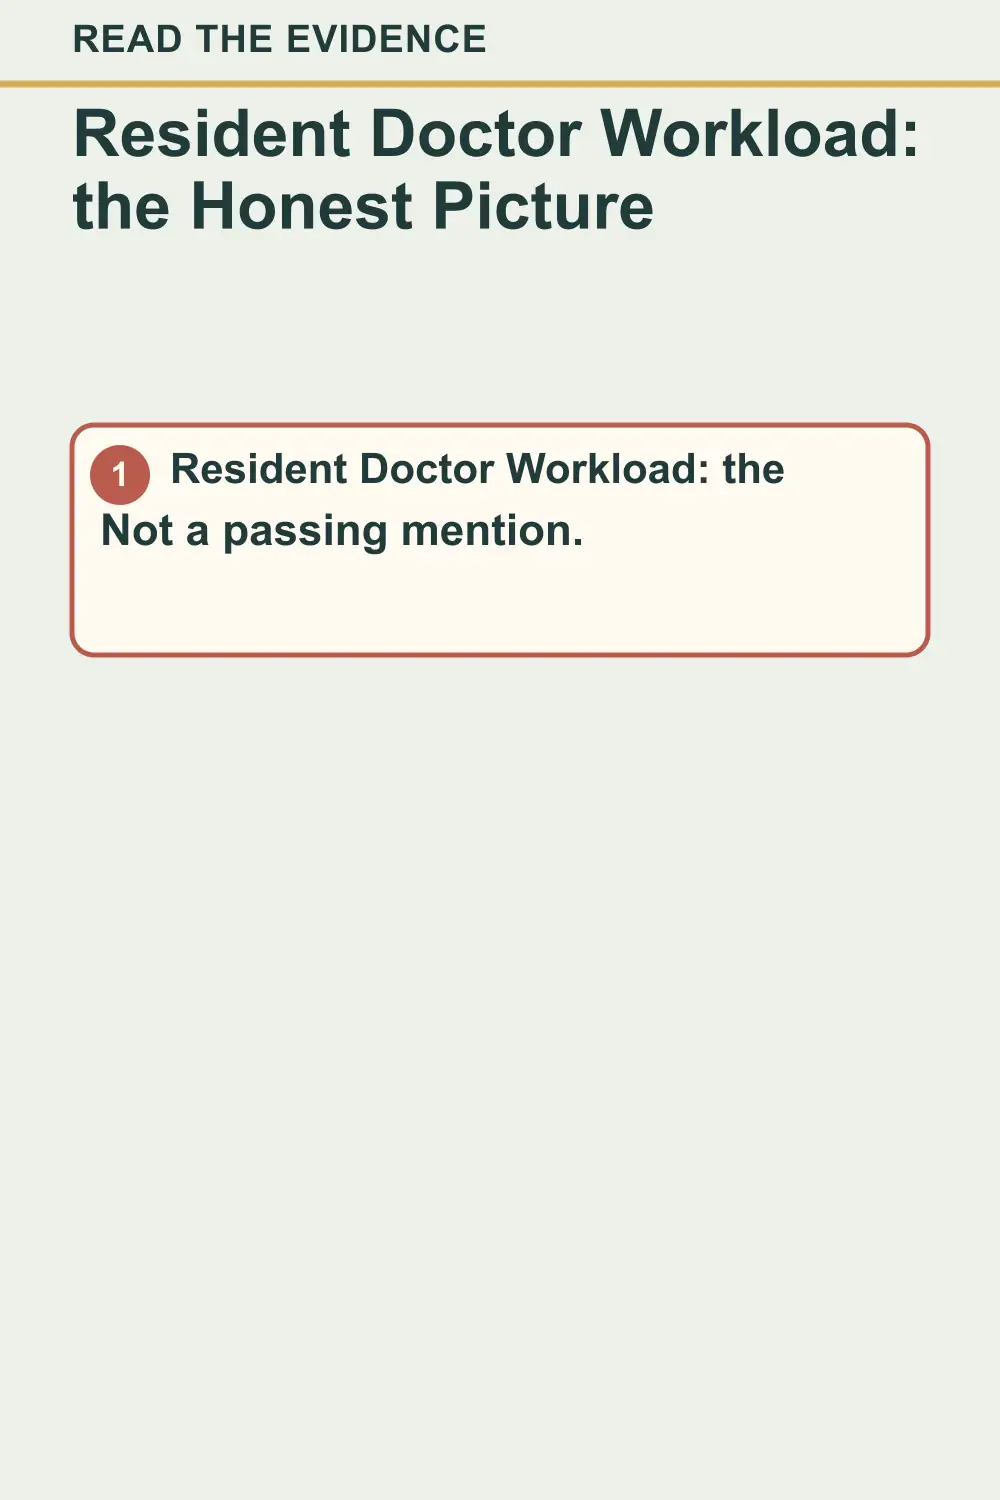 READ THE EVIDENCE
Resident Doctor Workload:
the Honest Picture
1 Resident Doctor Workload: the
Not a passing mention.